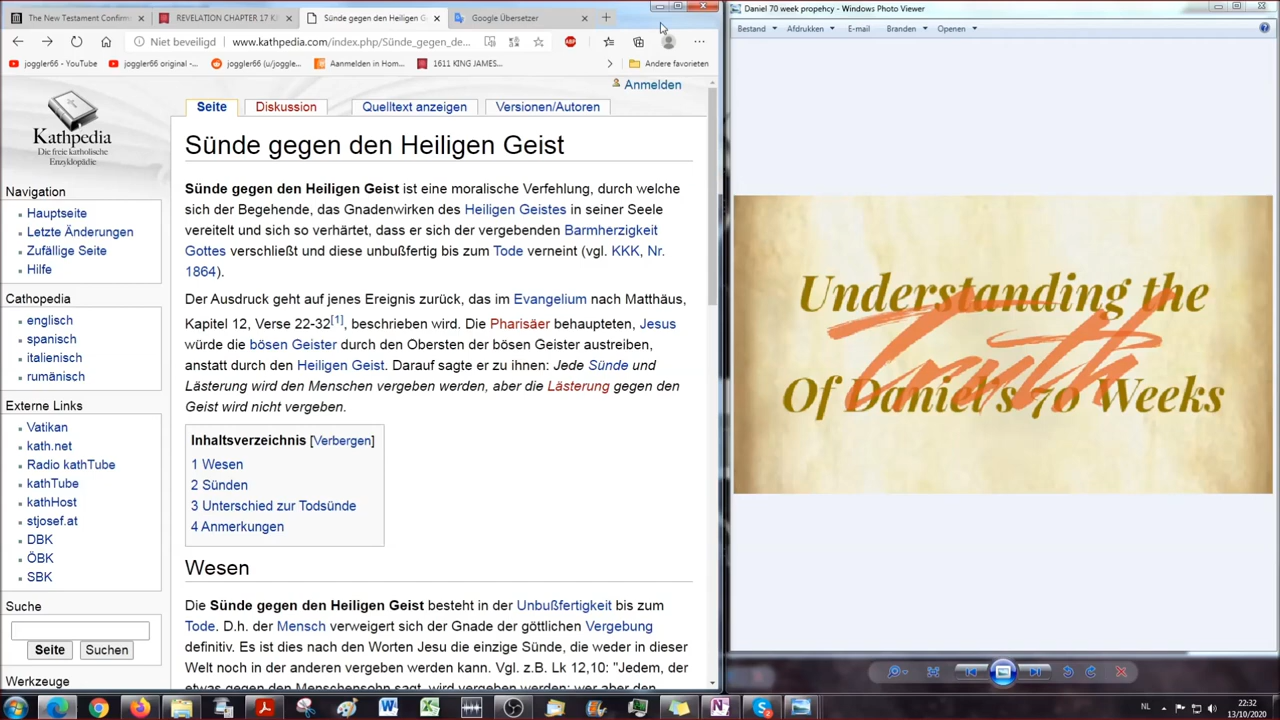 The New Testament Confirm
REVELATION CHAPTER 17 K
Sünde gegen den Heiligen G
Google Übersetzer
Niet beveiligd
www.kathpedia.com/index.php/Sünde_gegen_de...
joggler66 - YouTube
joggler66 original -...
joggler66 (u/joggle...
Aanmelden in Hom...
1611 KING JAMES...
Andere favorieten
Kathpedia
Die freie katholische
Enzyklopädie
Navigation
Hauptseite
Letzte Änderungen
Zufällige Seite
Hilfe
Cathopedia
englisch
spanisch
italienisch
rumänisch
Externe Links
Vatikan
kath.net
Radio kathTube
kathTube
kathHost
stjosef.at
DBK
ÖBK
SBK
Suche
Seite
Suchen
Werkzeuge
Anmelden
Seite
Diskussion
Quelltext anzeigen
Versionen/Autoren
Sünde gegen den Heiligen Geist
Sünde gegen den Heiligen Geist ist eine moralische Verfehlung, durch welche
sich der Begehende, das Gnadenwirken des Heiligen Geistes in seiner Seele
vereitelt und sich so verhärtet, dass er sich der vergebenden Barmherzigkeit
Gottes verschließt und diese unbußfertig bis zum Tode verneint (vgl. KKK, Nr.
1864).
Der Ausdruck geht auf jenes Ereignis zurück, das im Evangelium nach Matthäus,
Kapitel 12, Verse 22-32[1], beschrieben wird. Die Pharisäer behaupteten, Jesus
würde die bösen Geister durch den Obersten der bösen Geister austreiben,
anstatt durch den Heiligen Geist. Darauf sagte er zu ihnen: Jede Sünde und
Lästerung wird den Menschen vergeben werden, aber die Lästerung gegen den
Geist wird nicht vergeben.
Inhaltsverzeichnis [Verbergen]
1 Wesen
2 Sünden
3 Unterschied zur Todsünde
4 Anmerkungen
Wesen
Die Sünde gegen den Heiligen Geist besteht in der Unbußfertigkeit bis zum
Tode. D.h. der Mensch verweigert sich der Gnade der göttlichen Vergebung
definitiv. Es ist dies nach den Worten Jesu die einzige Sünde, die weder in dieser
Welt noch in der anderen vergeben werden kann. Vgl. z.B. Lk 12,10: "Jedem, der
etwas gegen den Menschensohn sagt, wird vergeben werden; wer aber den
Daniel 70 week propehcy - Windows Photo Viewer
Bestand
Afdrukken
E-mail
Branden
Openen
Understanding the
Truth
Of Daniel's 70 Weeks
NL
22:32
13/10/2020